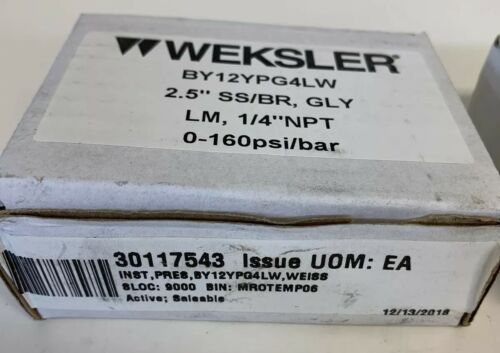 WEKSLER
BY12YPG4LW
2.5" SS/BR, GLY
LM, 1/4"NPT
0-160psi/bar
30117543 Issue UOM: EA
INST,PRES,BY12YPG4LW,WEISS
SLOC: 9000 BIN: MROTEMP06
Active; Saleable
12/13/2018